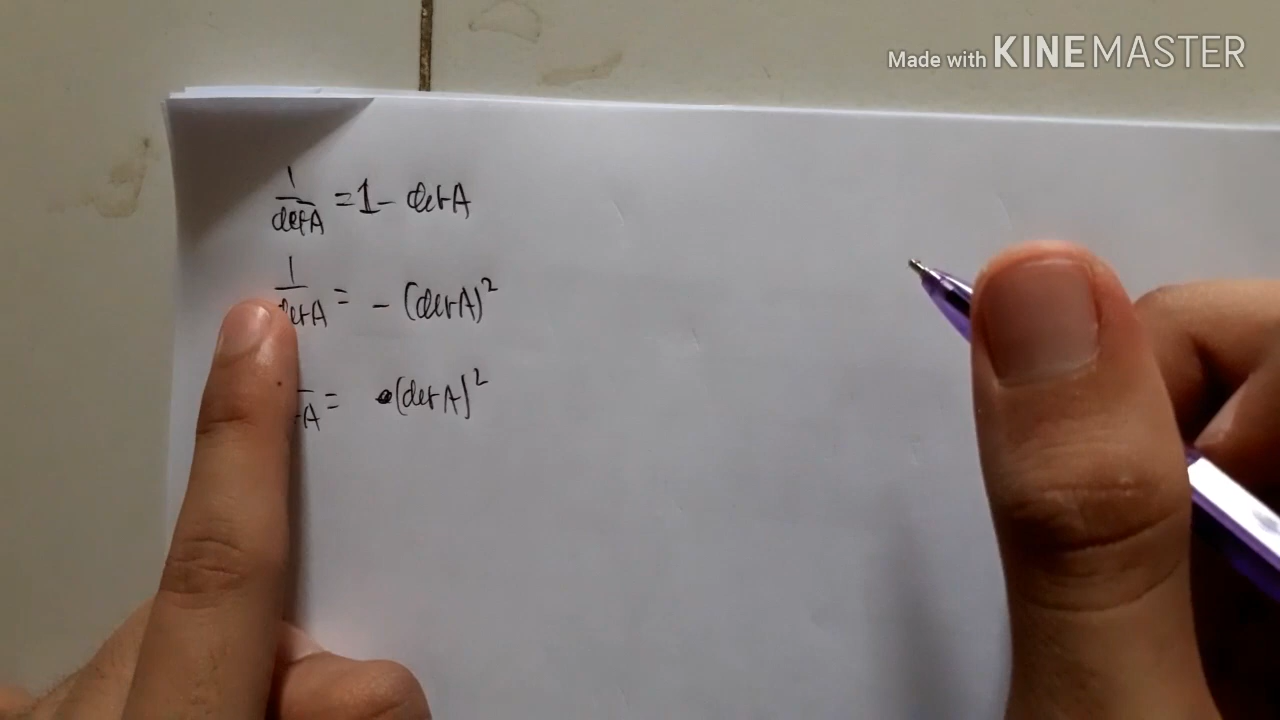 Made with KINEMASTER
1/detA = 1 - detA
1/detA = - (detA)²
A = (detA)²